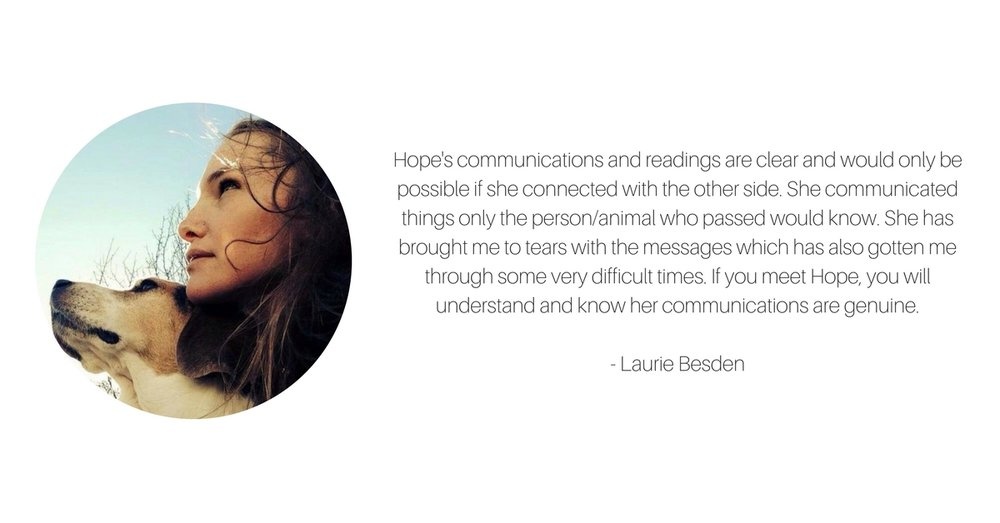 Hope's communications and readings are clear and would only be
possible if she connected with the other side. She communicated
things only the person/animal who passed would know. She has
brought me to tears with the messages which has also gotten me
through some very difficult times. If you meet Hope, you will
understand and know her communications are genuine.
- Laurie Besden